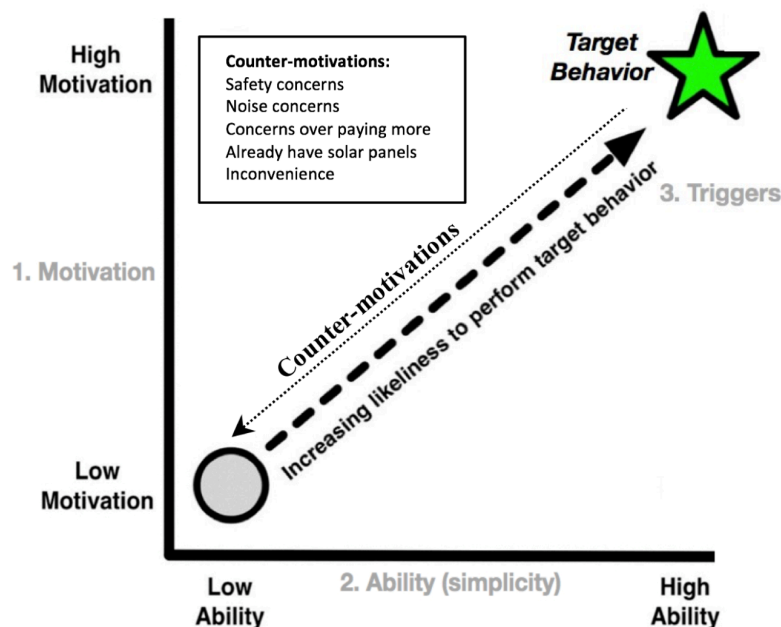 High
Motivation
Counter-motivations:
Safety concerns
Noise concerns
Concerns over paying more
Already have solar panels
Inconvenience
Target
Behavior
3. Triggers
1. Motivation
Counter-motivations
Increasing likeliness to perform target behavior
Low
Motivation
Low
Ability
2. Ability (simplicity)
High
Ability